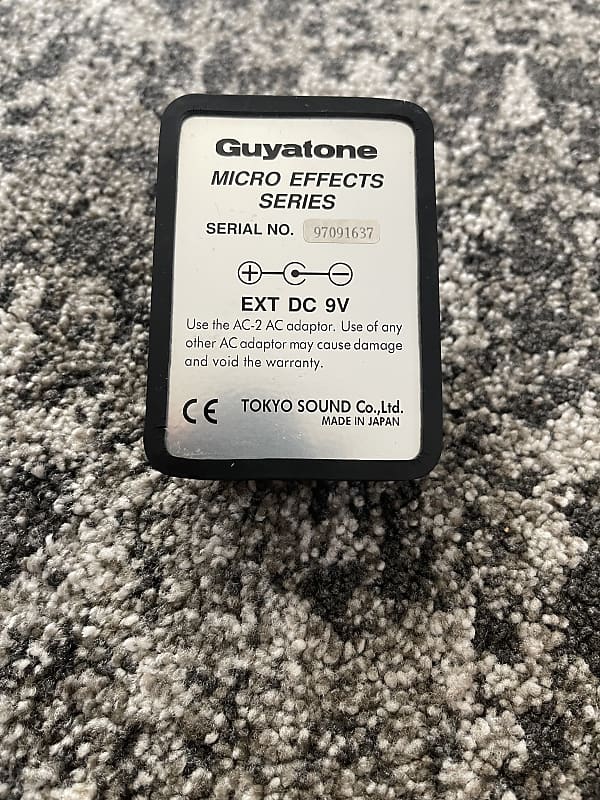 Guyatone
MICRO EFFECTS
SERIES
SERIAL NO. 97091637
+ -
EXT DC 9V
Use the AC-2 AC adaptor. Use of any
other AC adaptor may cause damage
and void the warranty.
CE TOKYO SOUND Co.,Ltd.
MADE IN JAPAN